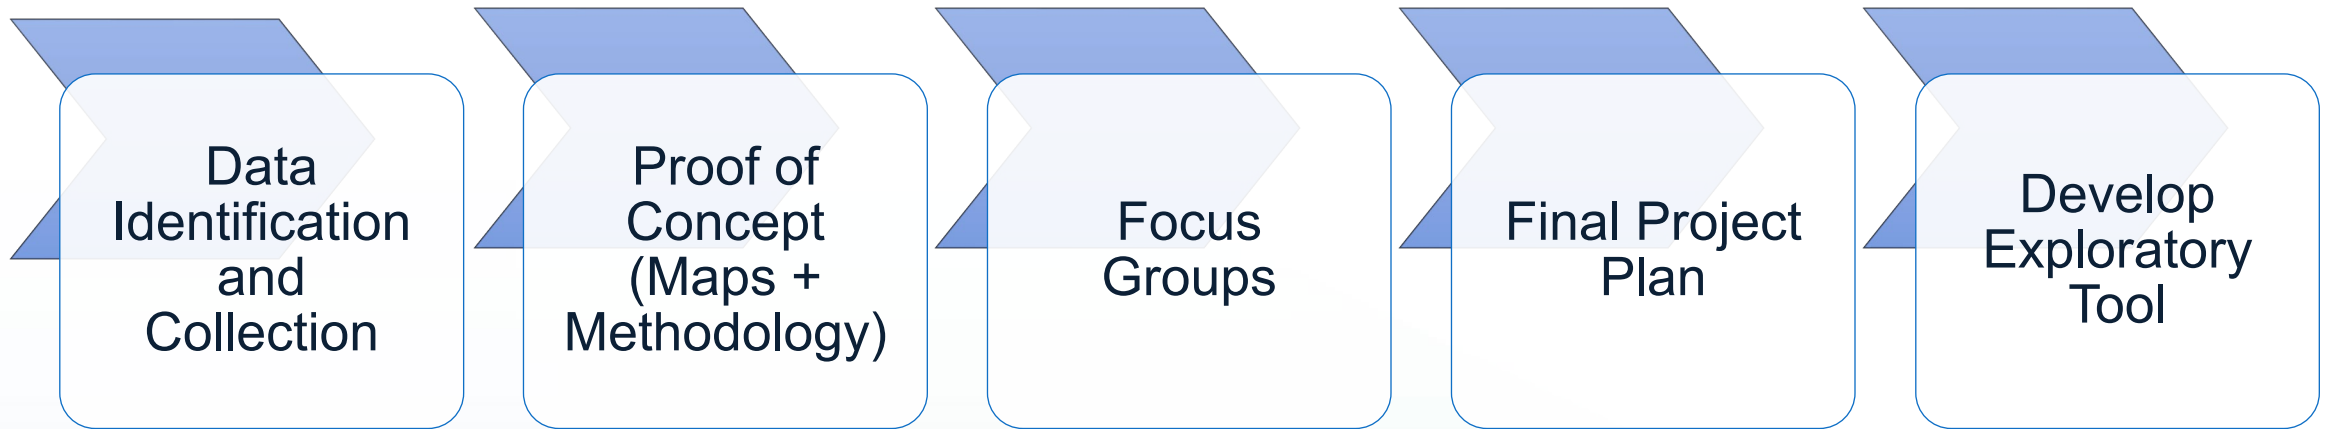 Data
Identification
and
Collection
Proof of
Concept
(Maps +
Methodology)
Focus
Groups
Final Project
Plan
Develop
Exploratory
Tool